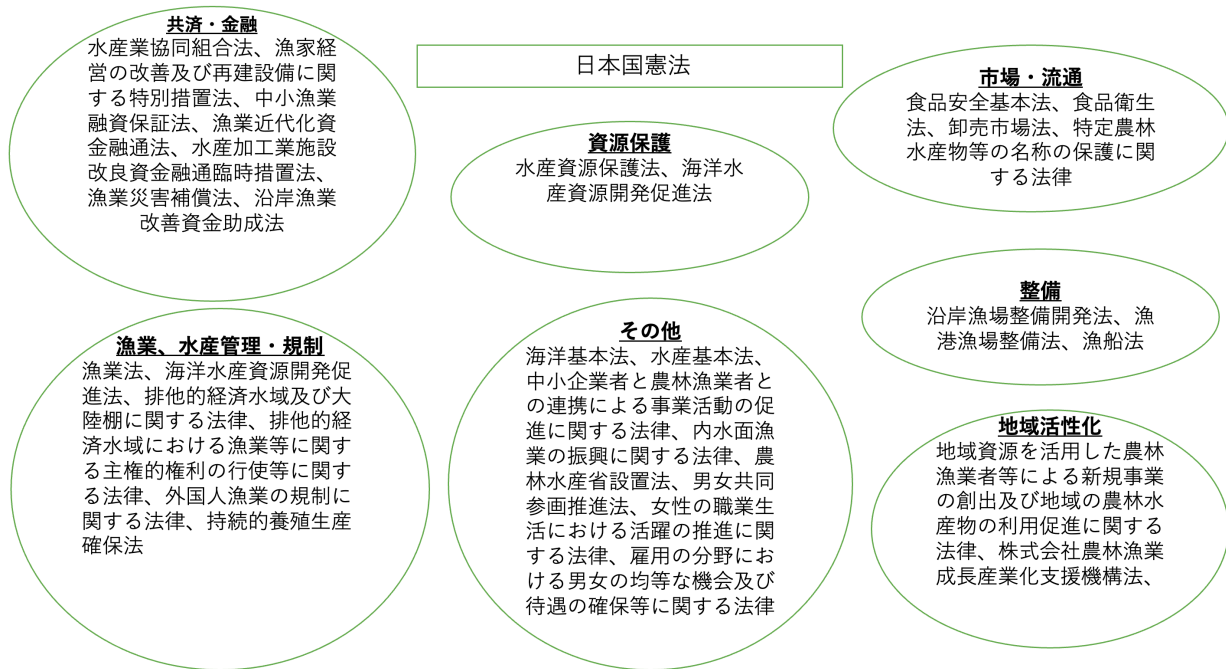 共済・金融
水産業協同組合法、漁家経
営の改善及び再建設備に関
する特別措置法、中小漁業
融資保証法、漁業近代化資
金融通法、水産加工業施設
改良資金融通臨時措置法、
漁業災害補償法、沿岸漁業
改善資金助成法
日本国憲法
資源保護
水産資源保護法、海洋水
産資源開発促進法
市場・流通
食品安全基本法、食品衛生
法、卸売市場法、特定農林
水産物等の名称の保護に関
する法律
整備
沿岸漁場整備開発法、漁
港漁場整備法、漁船法
漁業、水産管理・規制
漁業法、海洋水産資源開発促
進法、排他的経済水域及び大
陸棚に関する法律、排他的経
済水域における漁業等に関す
る主権的権利の行使等に関す
る法律、外国人漁業の規制に
関する法律、持続的養殖生産
確保法
その他
海洋基本法、水産基本法、
中小企業者と農林漁業者と
の連携による事業活動の促
進に関する法律、内水面漁
業の振興に関する法律、農
林水産省設置法、男女共同
参画推進法、女性の職業生
活における活躍の推進に関
する法律、雇用の分野にお
ける男女の均等な機会及び
待遇の確保等に関する法律
地域活性化
地域資源を活用した農林
漁業者等による新規事業
の創出及び地域の農林水
産物の利用促進に関する
法律、株式会社農林漁業
成長産業化支援機構法、